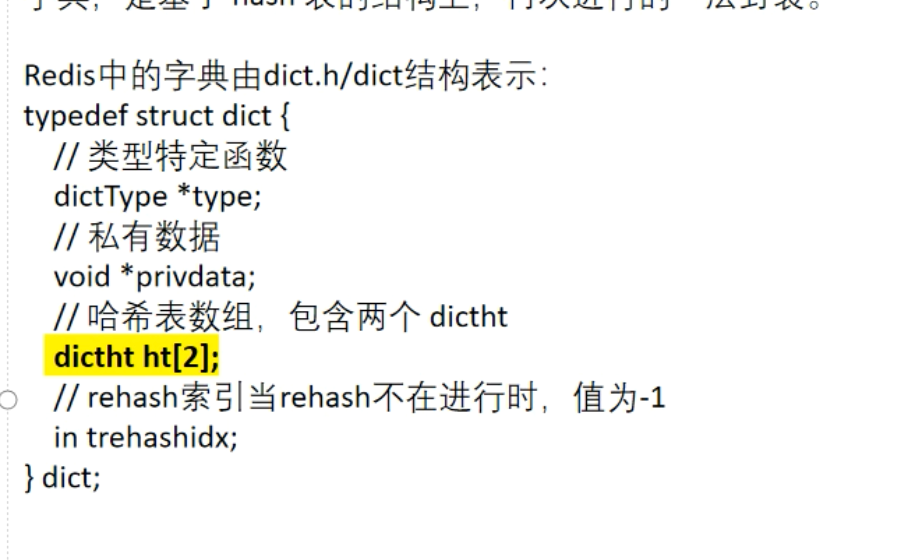 Redis中的字典由dict.h/dict结构表示：
typedef struct dict {
// 类型特定函数
dictType *type;
// 私有数据
void *privdata;
// 哈希表数组，包含两个 dictht
dictht ht[2];
// rehash索引当rehash不在进行时，值为-1
in trehashidx;
} dict;